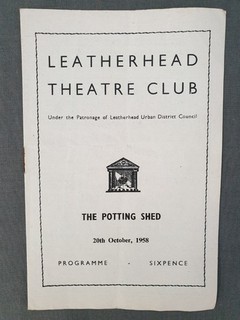 LEATHERHEAD
THEATRE CLUB
Under the Patronage of Leatherhead Urban District Council
THE POTTING SHED
20th October, 1958
PROGRAMME - SIXPENCE